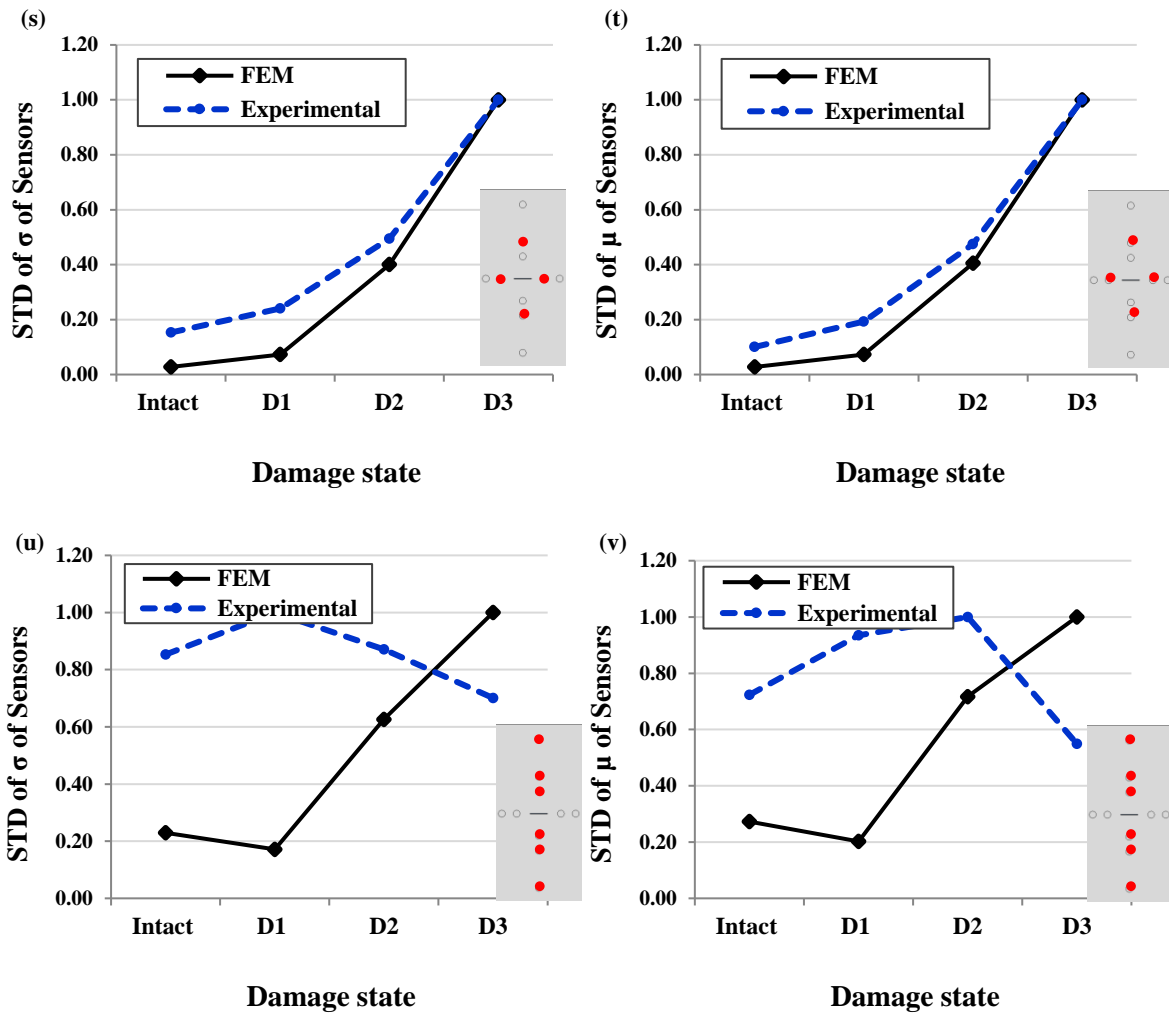 (s)
STD of σ of Sensors
1.20
1.00
0.80
0.60
0.40
0.20
0.00
FEM
Experimental
Intact D1 D2 D3
Damage state
(t)
STD of μ of Sensors
1.20
1.00
0.80
0.60
0.40
0.20
0.00
FEM
Experimental
Intact D1 D2 D3
Damage state
(u)
STD of σ of Sensors
1.20
1.00
0.80
0.60
0.40
0.20
0.00
FEM
Experimental
Intact D1 D2 D3
Damage state
(v)
STD of μ of Sensors
1.20
1.00
0.80
0.60
0.40
0.20
0.00
FEM
Experimental
Intact D1 D2 D3
Damage state